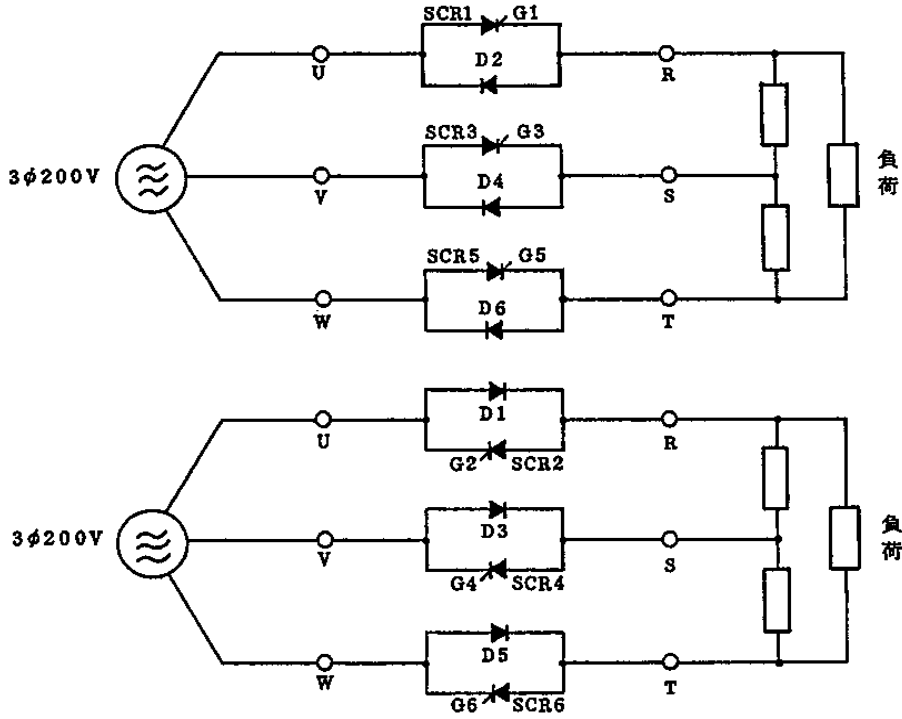 SCR1 G1
D2
U
R
SCR3 G3
D4
3φ200V
V
S
負荷
SCR5 G5
D6
W
T
D1
U
R
G2 SCR2
D3
3φ200V
V
S
負荷
G4 SCR4
D5
W
T
G6 SCR6